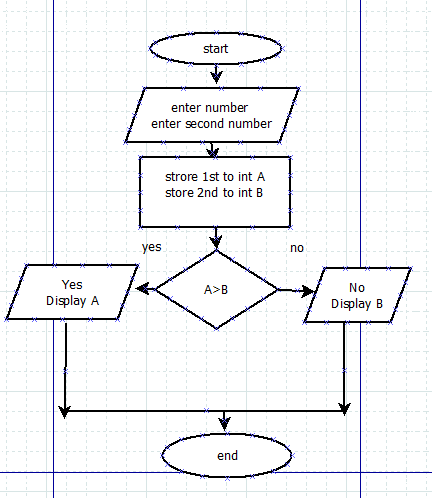 start
enter number
enter second number
strore 1st to int A
store 2nd to int B
yes
no
A>B
Yes
Display A
No
Display B
end